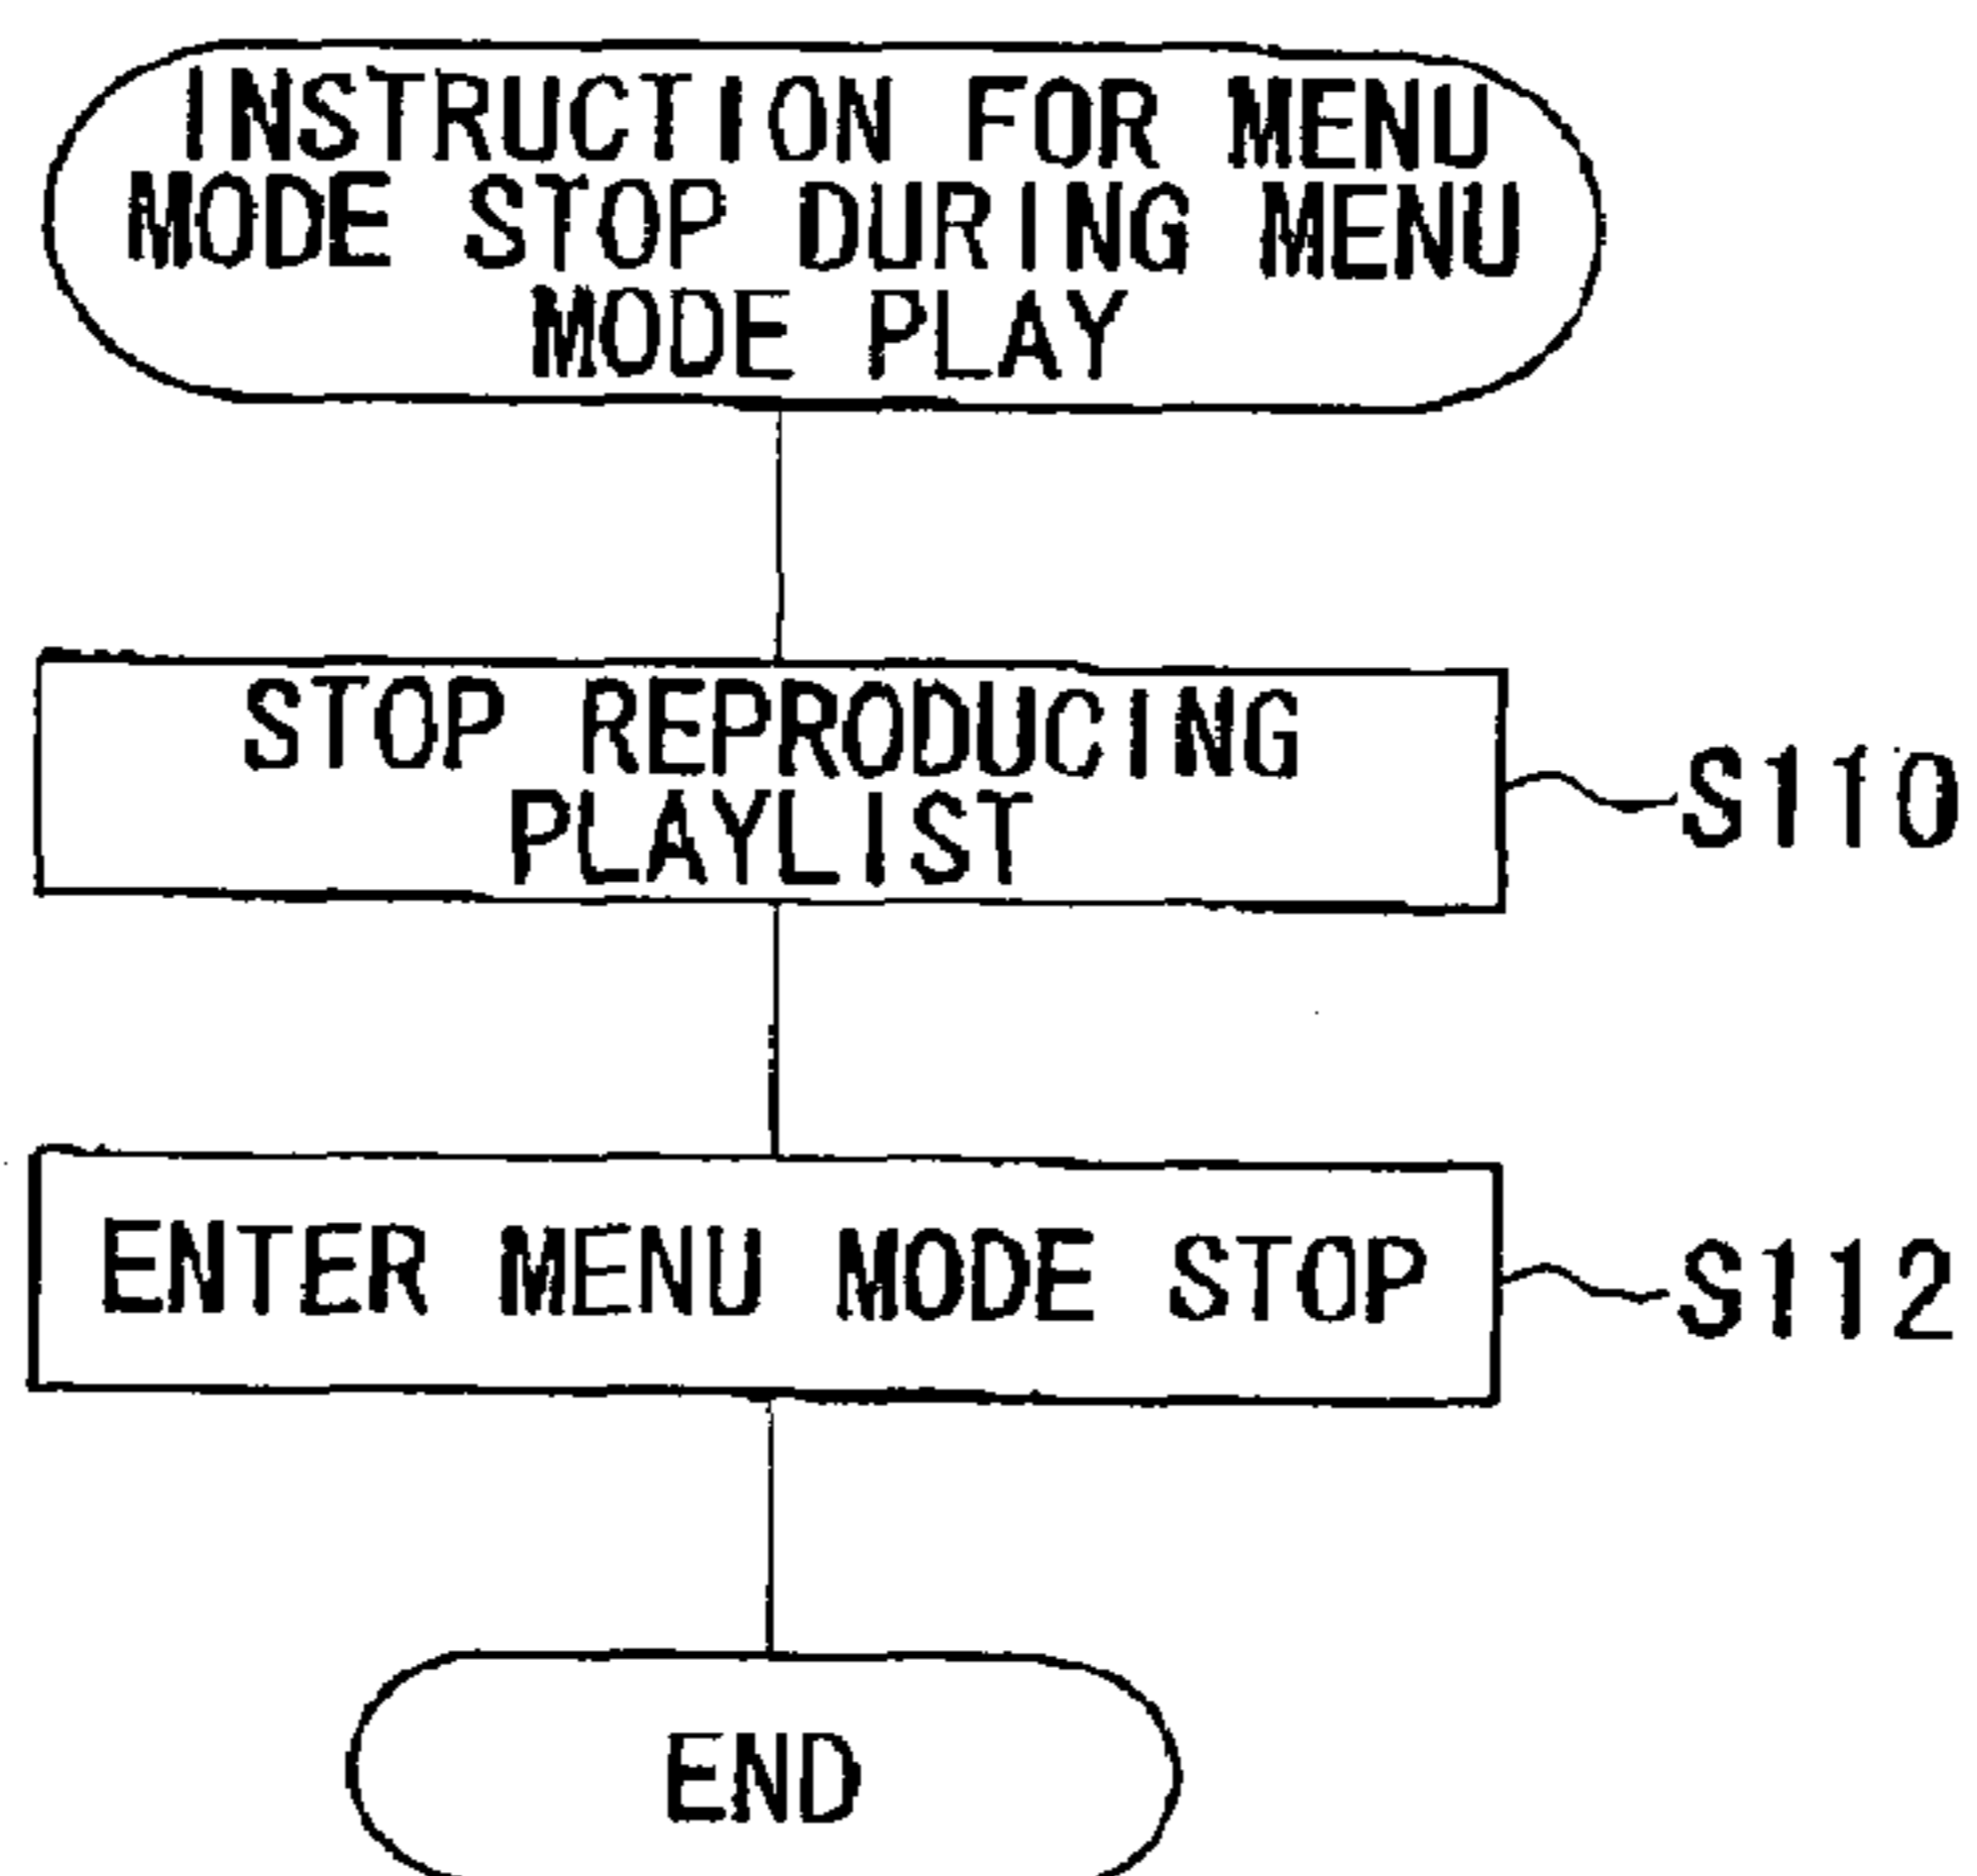 INSTRUCTION FOR MENU
MODE STOP DURING MENU
MODE PLAY
STOP REPRODUCING
PLAYLIST
S110
ENTER MENU MODE STOP
S112
END